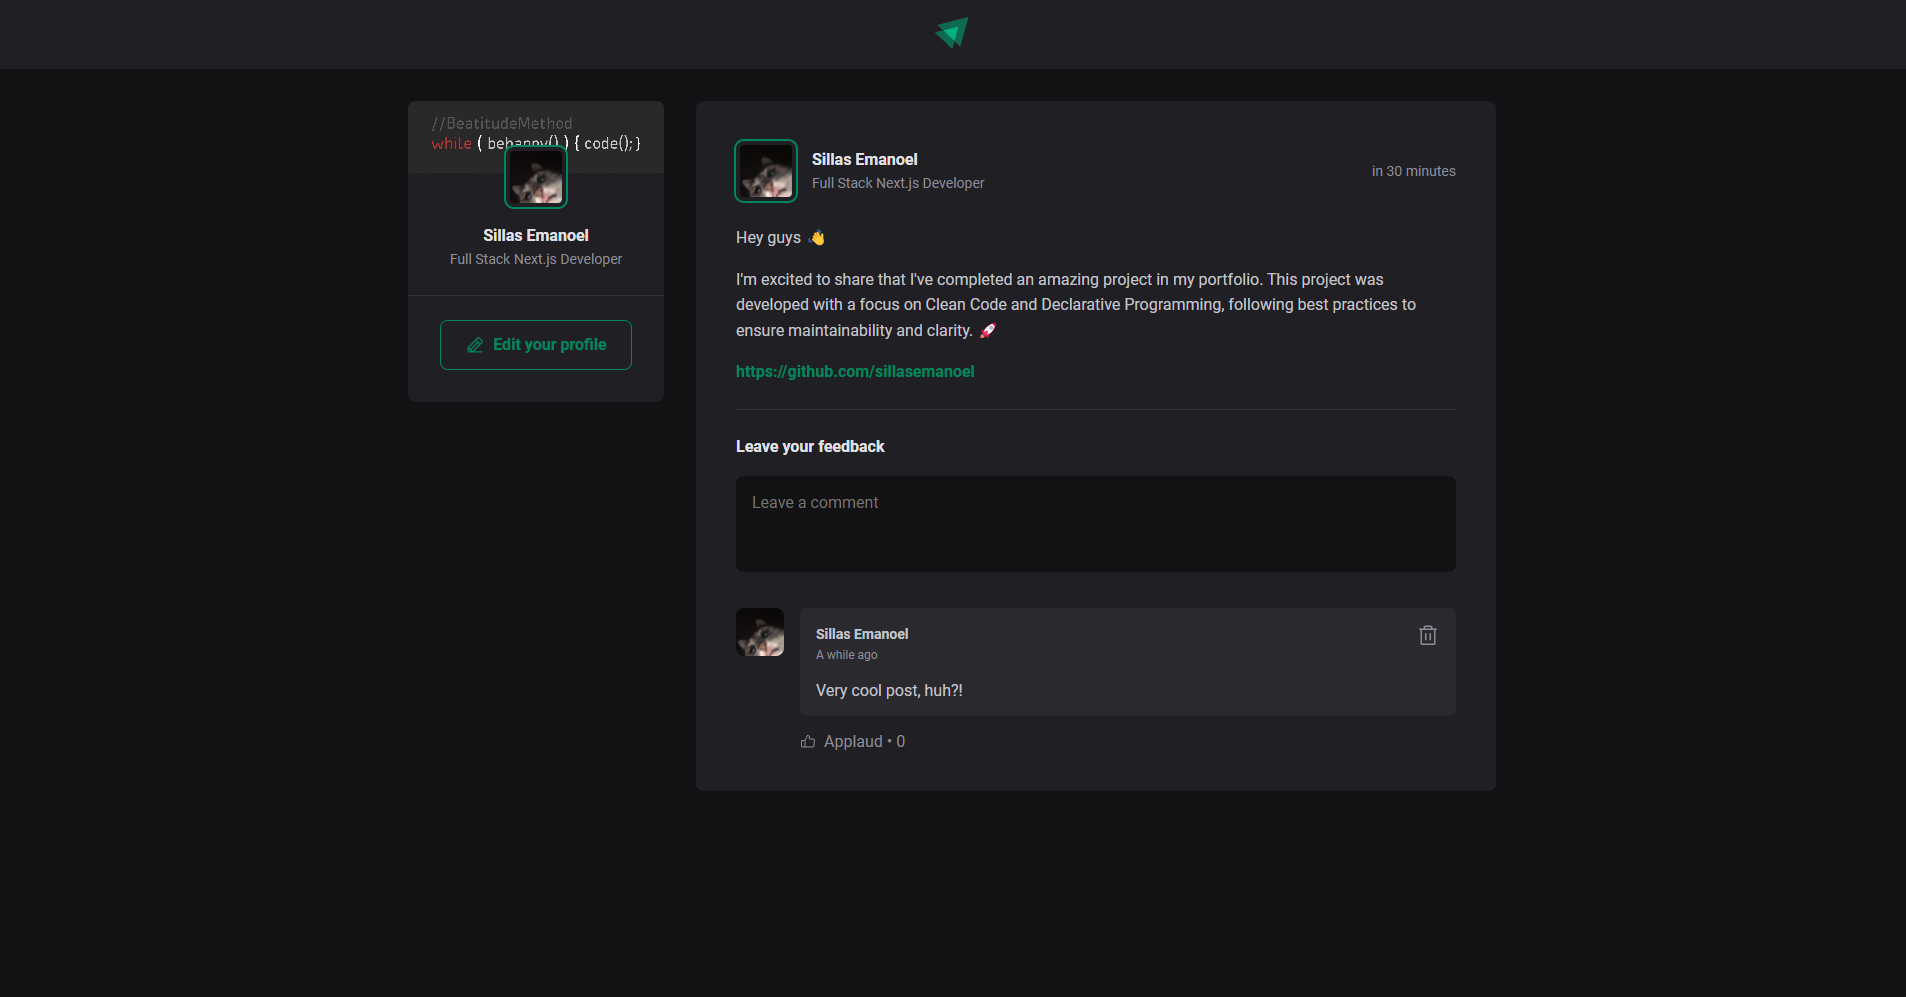 //BeatitudeMethod
while ( behappy() ) { code(); }
Sillas Emanoel
Full Stack Next.js Developer
Edit your profile
Sillas Emanoel
Full Stack Next.js Developer
in 30 minutes
Hey guys 👋
I'm excited to share that I've completed an amazing project in my portfolio. This project was
developed with a focus on Clean Code and Declarative Programming, following best practices to
ensure maintainability and clarity. 🚀
https://github.com/sillasemanoel
Leave your feedback
Leave a comment
Sillas Emanoel
A while ago
Very cool post, huh?!
Applaud • 0